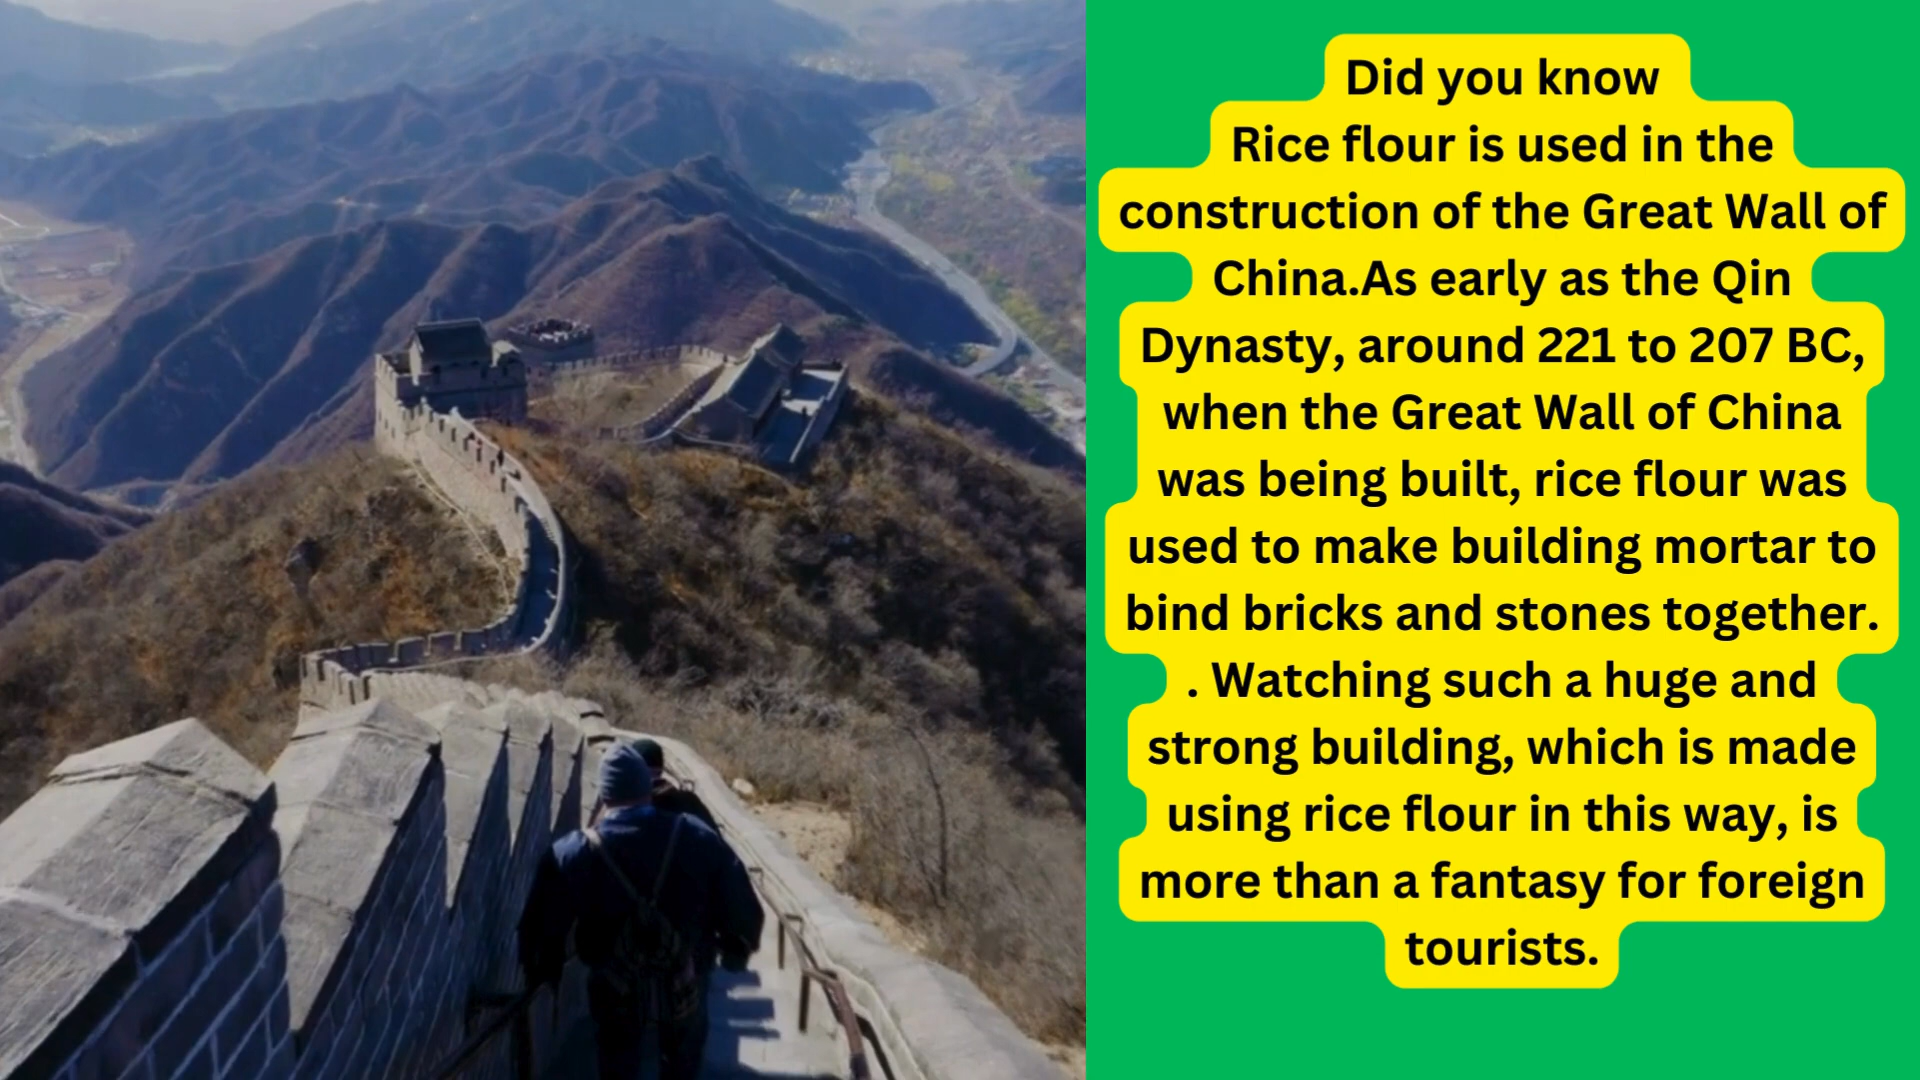 Did you know
Rice flour is used in the
construction of the Great Wall of
China.As early as the Qin
Dynasty, around 221 to 207 BC,
when the Great Wall of China
was being built, rice flour was
used to make building mortar to
bind bricks and stones together.
. Watching such a huge and
strong building, which is made
using rice flour in this way, is
more than a fantasy for foreign
tourists.